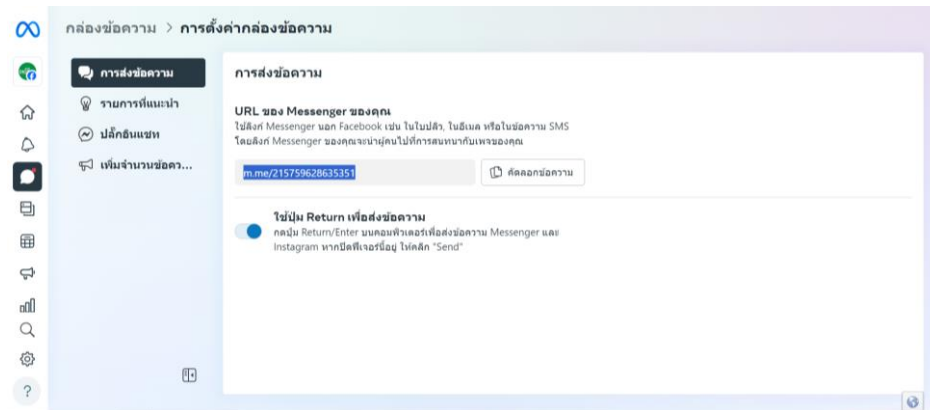 กล่องข้อความ > การตั้งค่ากล่องข้อความ
การส่งข้อความ
รายการที่แนะนำ
ปลั๊กอินแชท
เพิ่มจำนวนข้อคว...
?
การส่งข้อความ
URL ของ Messenger ของคุณ
ใช้ลิงก์ Messenger นอก Facebook เช่น ในใบปลิว, ในอีเมล หรือในข้อความ SMS
โดยลิงก์ Messenger ของคุณจะนำผู้คนไปที่การสนทนากับเพจของคุณ
m.me/215759628635351
คัดลอกข้อความ
ใช้ปุ่ม Return เพื่อส่งข้อความ
กดปุ่ม Return/Enter บนคอมพิวเตอร์เพื่อส่งข้อความ Messenger และ
Instagram หากปิดฟีเจอร์นี้อยู่ ให้คลิก "Send"